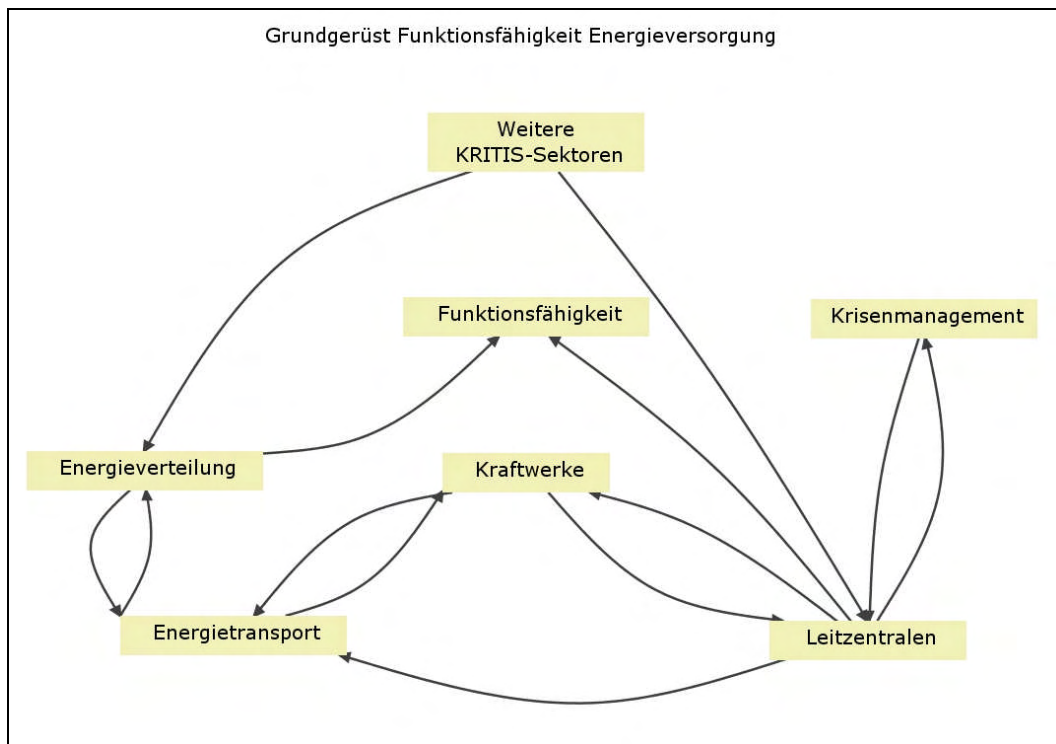 Grundgerüst Funktionsfähigkeit Energieversorgung
Weitere
KRITIS-Sektoren
Funktionsfähigkeit
Krisenmanagement
Energieverteilung
Kraftwerke
Energietransport
Leitzentralen